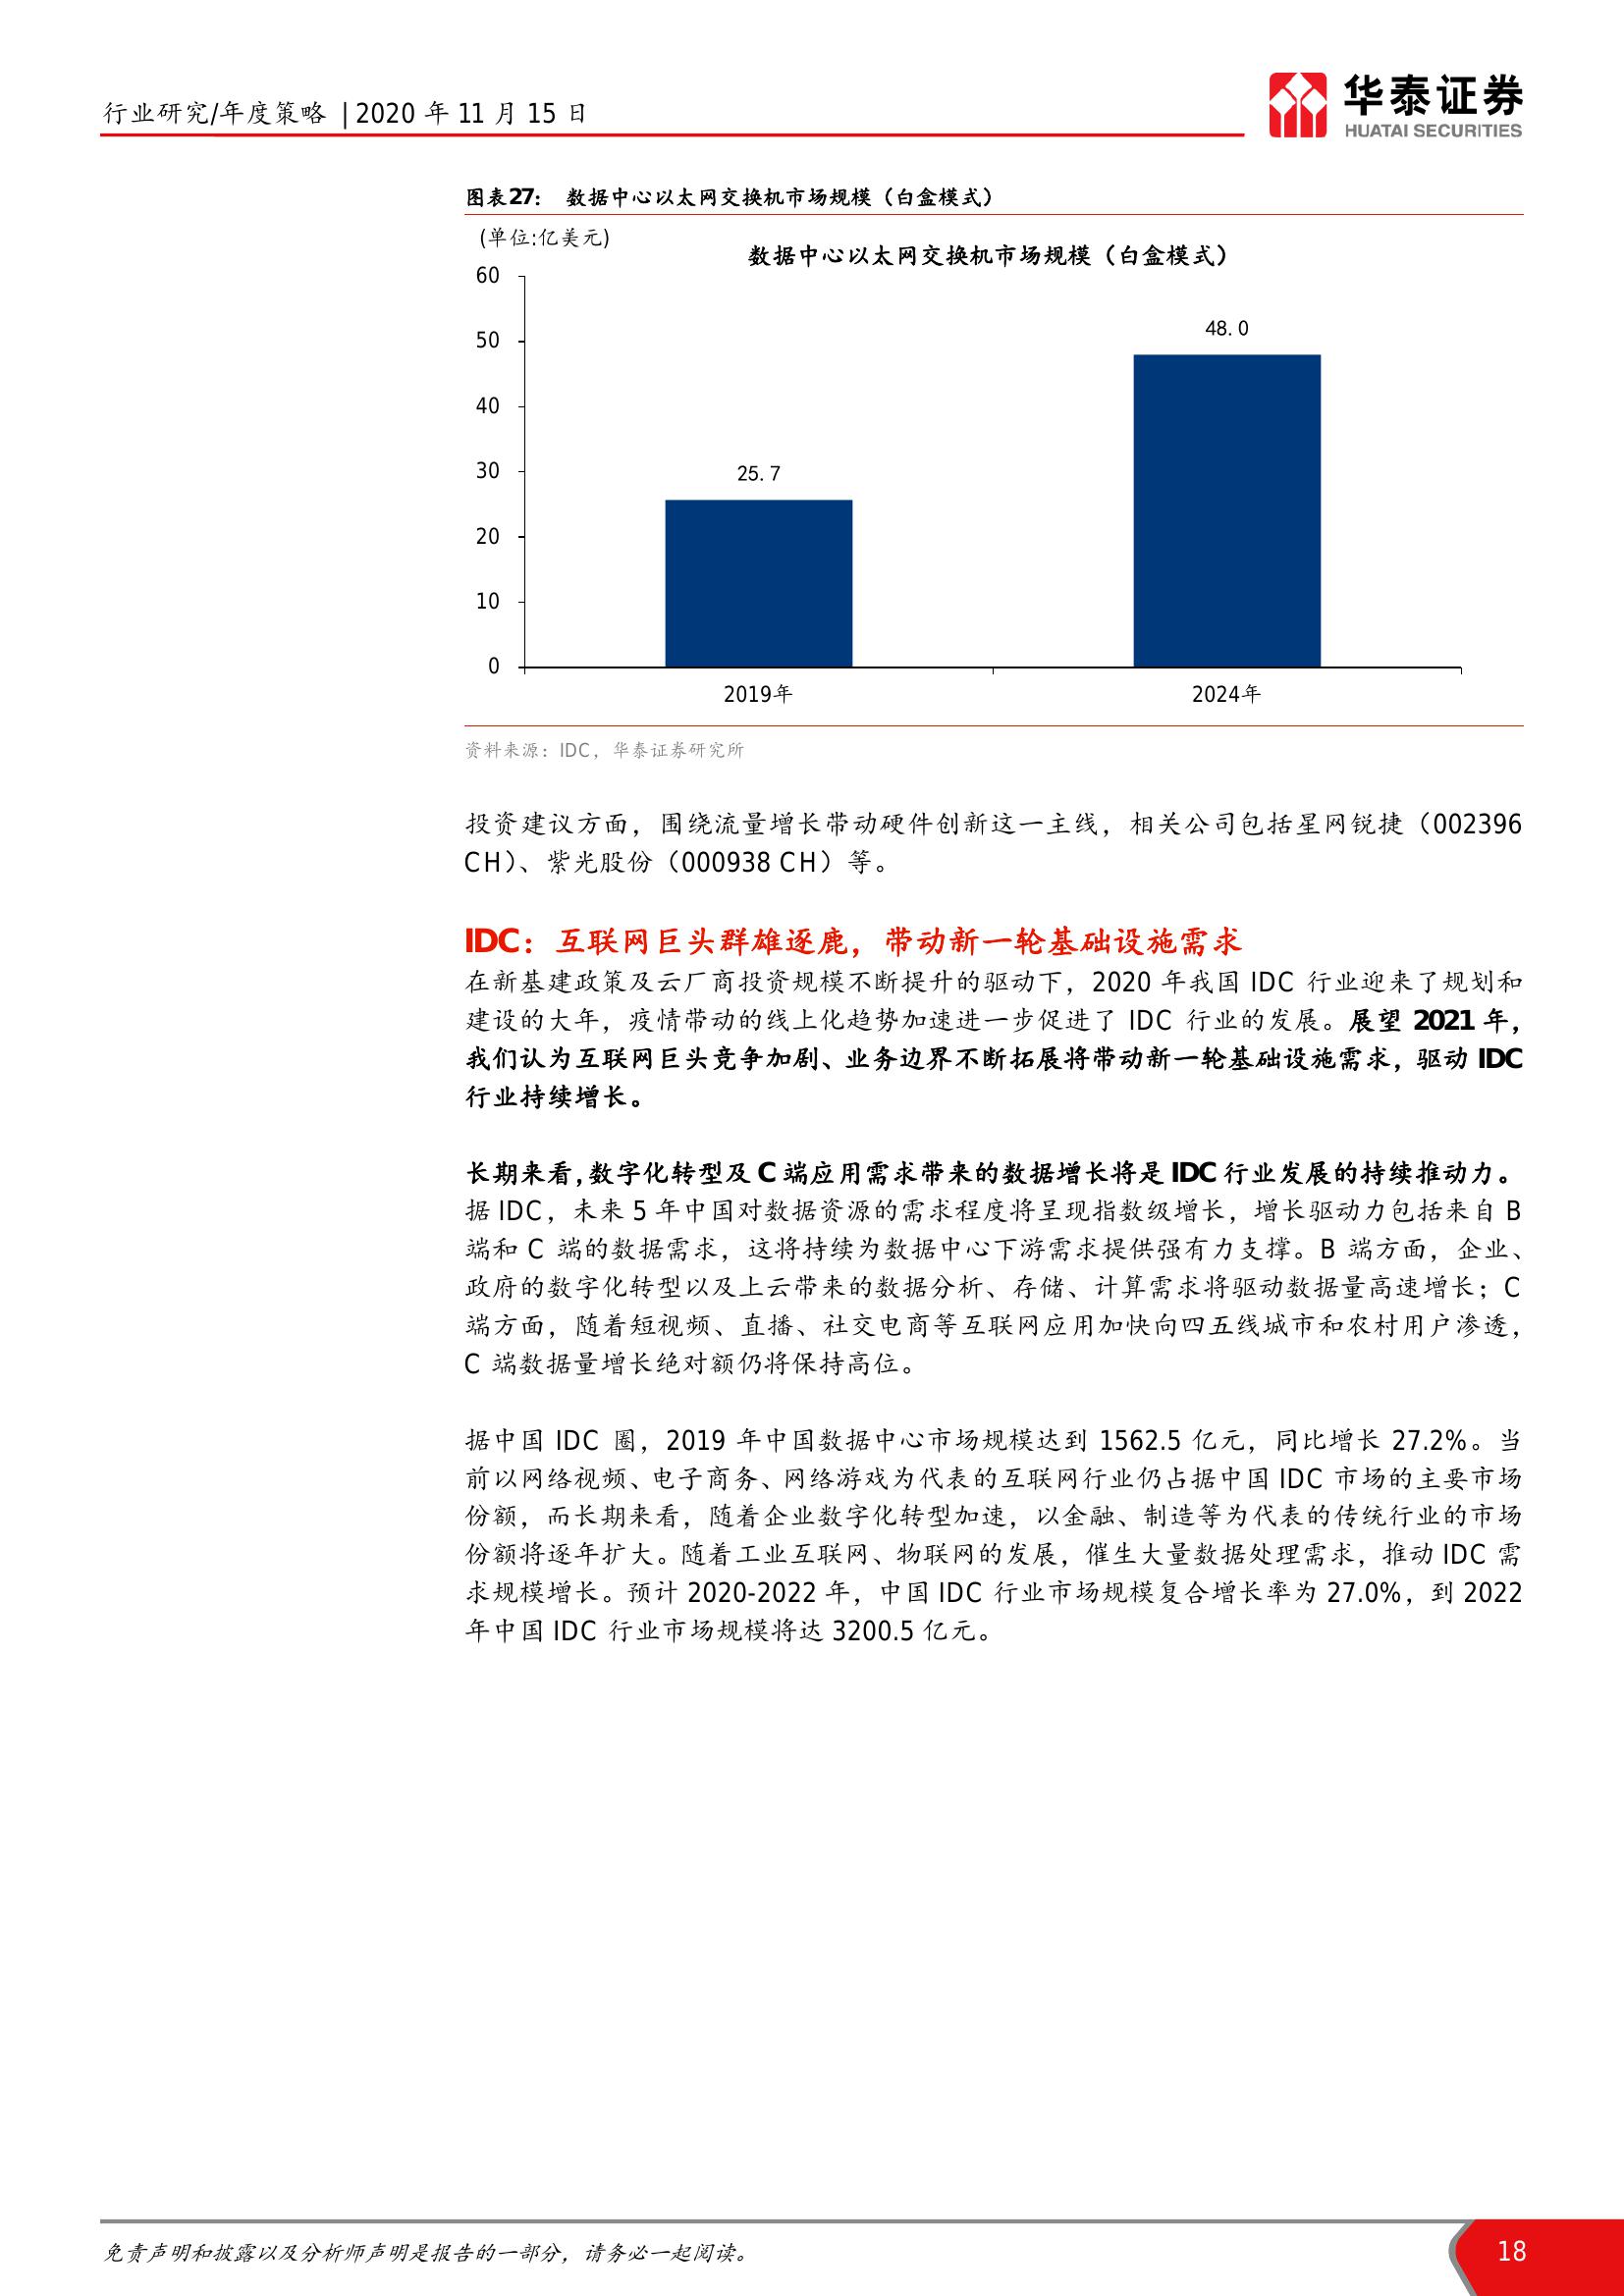 行业研究/年度策略 | 2020 年 11 月 15 日
华泰证券
HUATAI SECURITIES
图表27: 数据中心以太网交换机市场规模（白盒模式）
(单位:亿美元)
数据中心以太网交换机市场规模（白盒模式）
60
50
40
30
20
10
0
25.7
48.0
2019年
2024年
资料来源：IDC，华泰证券研究所
投资建议方面，围绕流量增长带动硬件创新这一主线，相关公司包括星网锐捷（002396
CH）、紫光股份（000938 CH）等。
IDC：互联网巨头群雄逐鹿，带动新一轮基础设施需求
在新基建政策及云厂商投资规模不断提升的驱动下，2020 年我国 IDC 行业迎来了规划和
建设的大年，疫情带动的线上化趋势加速进一步促进了 IDC 行业的发展。展望 2021 年，
我们认为互联网巨头竞争加剧、业务边界不断拓展将带动新一轮基础设施需求，驱动 IDC
行业持续增长。
长期来看，数字化转型及 C 端应用需求带来的数据增长将是 IDC 行业发展的持续推动力。
据 IDC，未来 5 年中国对数据资源的需求程度将呈现指数级增长，增长驱动力包括来自 B
端和 C 端的数据需求，这将持续为数据中心下游需求提供强有力支撑。B 端方面，企业、
政府的数字化转型以及上云带来的数据分析、存储、计算需求将驱动数据量高速增长；C
端方面，随着短视频、直播、社交电商等互联网应用加快向四五线城市和农村用户渗透，
C 端数据量增长绝对额仍将保持高位。
据中国 IDC 圈，2019 年中国数据中心市场规模达到 1562.5 亿元，同比增长 27.2%。当
前以网络视频、电子商务、网络游戏为代表的互联网行业仍占据中国 IDC 市场的主要市场
份额，而长期来看，随着企业数字化转型加速，以金融、制造等为代表的传统行业的市场
份额将逐年扩大。随着工业互联网、物联网的发展，催生大量数据处理需求，推动 IDC 需
求规模增长。预计 2020-2022 年，中国 IDC 行业市场规模复合增长率为 27.0%，到 2022
年中国 IDC 行业市场规模将达 3200.5 亿元。
免责声明和披露以及分析师声明是报告的一部分，请务必一起阅读。
18